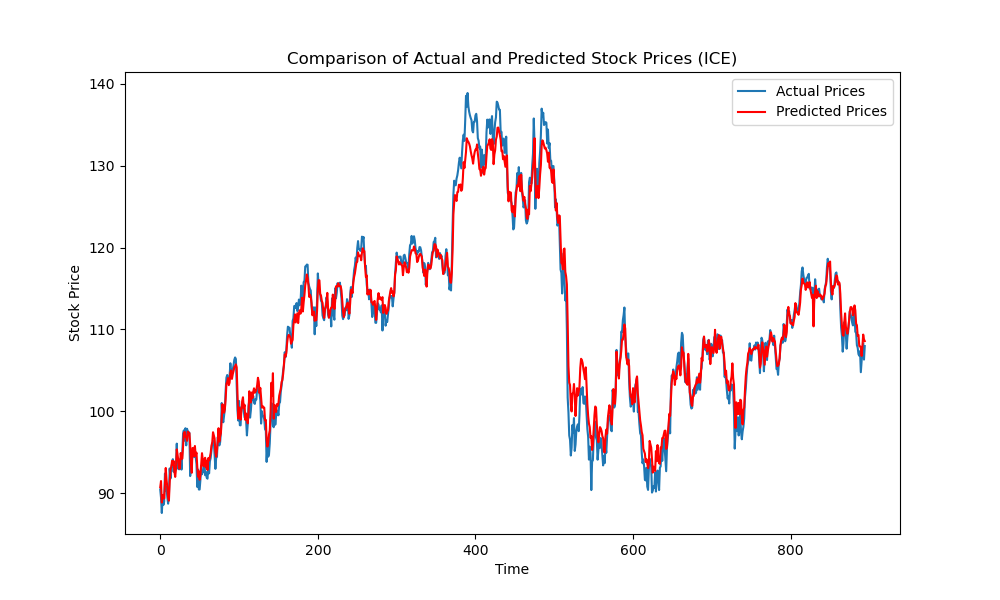 Comparison of Actual and Predicted Stock Prices (ICE)
Actual Prices
Predicted Prices
Stock Price
140
130
120
110
100
90
0 200 400 600 800
Time